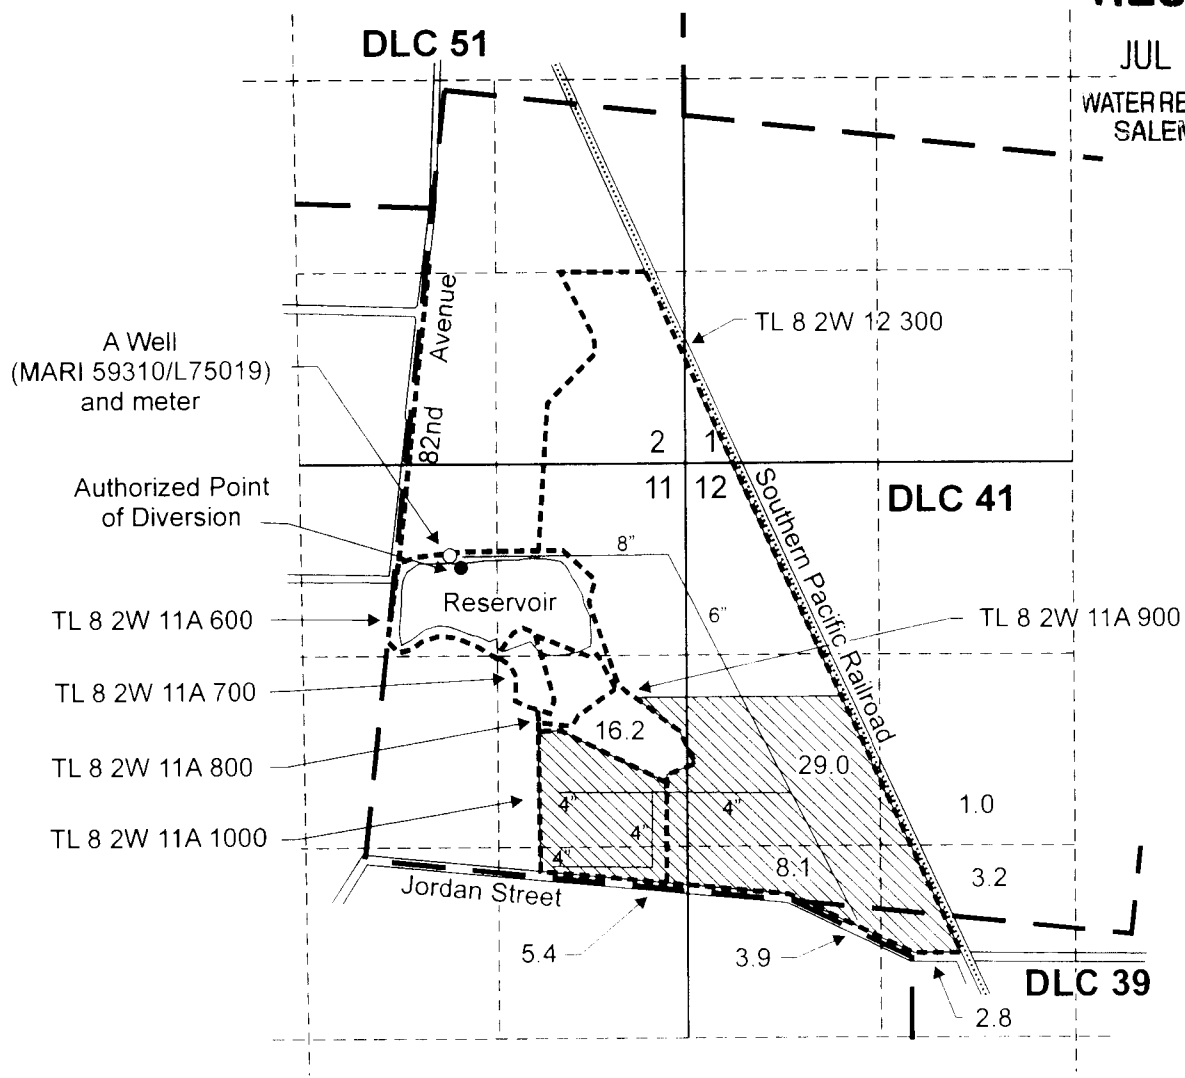 DLC 51
JUL
WATER RE
SALEM
Avenue
82nd
TL 8 2W 12 300
A Well
(MARI 59310/L75019)
and meter
2
1
11
12
DLC 41
Authorized Point
of Diversion
Southern Pacific Railroad
8"
6"
Reservoir
TL 8 2W 11A 600
TL 8 2W 11A 900
TL 8 2W 11A 700
16.2
TL 8 2W 11A 800
29.0
1.0
4"
4"
4"
4"
TL 8 2W 11A 1000
8.1
3.2
Jordan Street
5.4
3.9
DLC 39
2.8